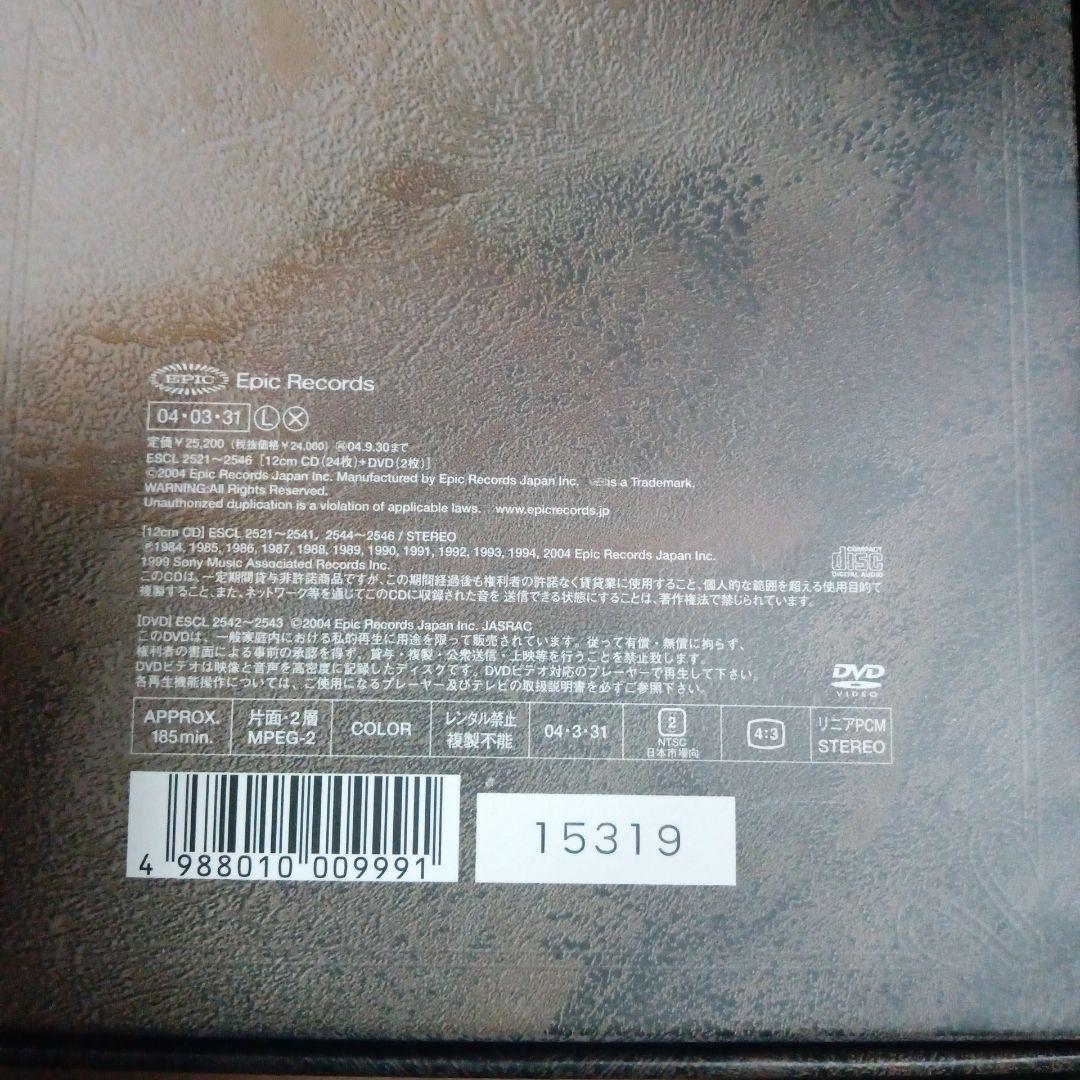 EPIC Epic Records
04・03・31 L X
定価￥25,200（税抜価格￥24,000）再04.9.30まで
ESCL 2521〜2546［12cm CD（24枚）+DVD（2枚）］
©2004 Epic Records Japan Inc. Manufactured by Epic Records Japan Inc. is a Trademark.
WARNING:All Rights Reserved.
Unauthorized duplication is a violation of applicable laws. www.epicrecords.jp
[12cm CD] ESCL 2521〜2541, 2544〜2546 / STEREO
℗1984, 1985, 1986, 1987, 1988, 1989, 1990, 1991, 1992, 1993, 1994, 2004 Epic Records Japan Inc.
1999 Sony Music Associated Records Inc.
このCDは、一定期間貸与非許諾商品ですが、この期間経過後も権利者の許諾なく賃貸業に使用すること、個人的な範囲を超える使用目的で
複製すること、また、ネットワーク等を通じてこのCDに収録された音を 送信できる状態にすることは、著作権法で禁じられています。
COMPACT
disc
DIGITAL AUDIO
[DVD] ESCL 2542〜2543 ©2004 Epic Records Japan Inc. JASRAC
このDVDは、一般家庭内における私的再生に用途を限って販売されています。従って有償・無償に拘らず、
権利者の書面による事前の承認を得ず。貸与・複製・公衆送信・上映等を行うことを禁止致します。
DVDビデオは映像と音声を高密度に記録したディスクです。DVDビデオ対応のプレーヤーで再生して下さい。
各再生機能操作については、ご使用になるプレーヤー及びテレビの取扱説明書を必ずご参照下さい。
DVD
VIDEO
APPROX.
185min.
片面・2層
MPEG-2
COLOR
レンタル禁止
複製不能
04・3・31
2
NTSC
日本市場向
4:3
リニアPCM
STEREO
4 988010 009991
15319